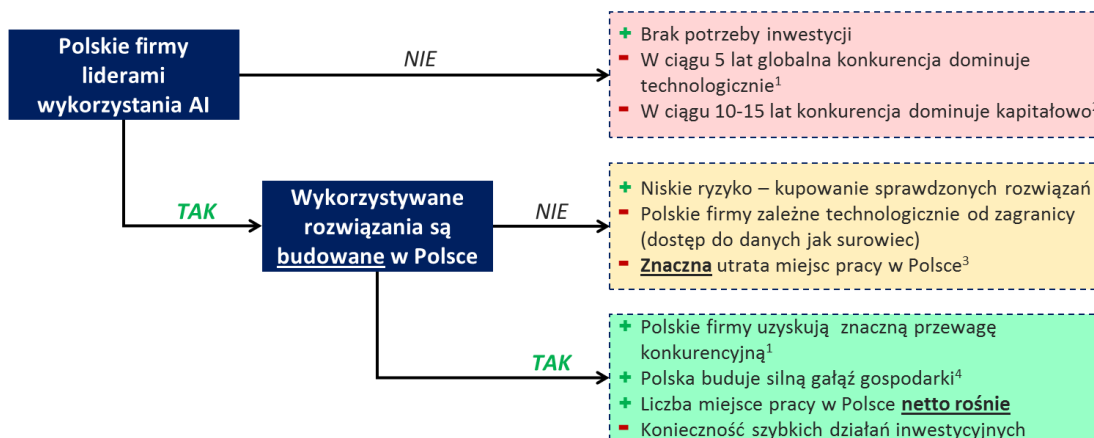 Polskie firmy
liderami
wykorzystania AI
NIE
+ Brak potrzeby inwestycji
- W ciągu 5 lat globalna konkurencja dominuje
technologicznie¹
- W ciągu 10-15 lat konkurencja dominuje kapitałowo
TAK
Wykorzystywane
rozwiązania są
budowane w Polsce
NIE
+ Niskie ryzyko – kupowanie sprawdzonych rozwiązań
- Polskie firmy zależne technologicznie od zagranicy
(dostęp do danych jak surowiec)
- Znaczna utrata miejsc pracy w Polsce³
TAK
+ Polskie firmy uzyskują znaczną przewagę
konkurencyjną¹
+ Polska buduje silną gałąź gospodarki⁴
+ Liczba miejsce pracy w Polsce netto rośnie
- Konieczność szybkich działań inwestycyjnych